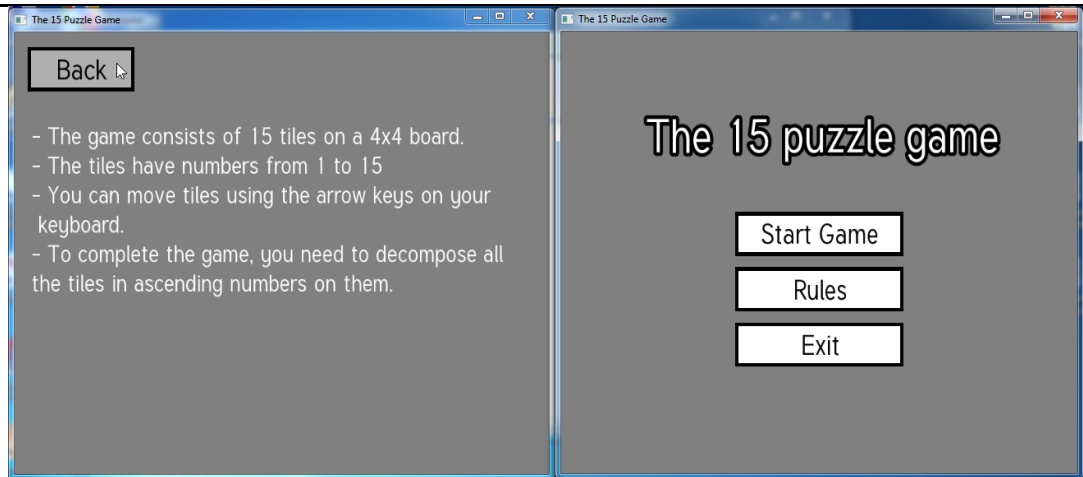 The 15 Puzzle Game
Back
- The game consists of 15 tiles on a 4x4 board.
- The tiles have numbers from 1 to 15
- You can move tiles using the arrow keys on your
keyboard.
- To complete the game, you need to decompose all
the tiles in ascending numbers on them.
The 15 Puzzle Game
The 15 puzzle game
Start Game
Rules
Exit